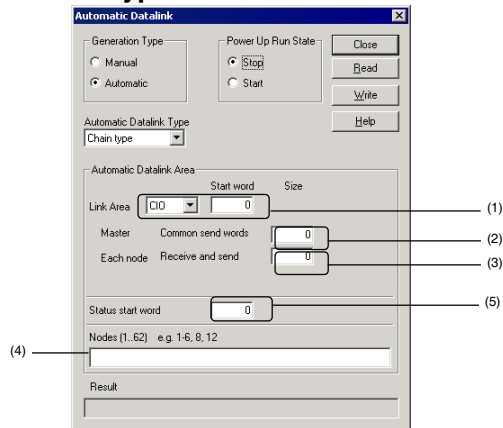 Automatic Datalink
Generation Type
Manual
Automatic
Power Up Run State
Stop
Start
Close
Read
Write
Help
Automatic Datalink Type
Chain type
Automatic Datalink Area
Start word Size
Link Area CIO 0 (1)
Master Common send words 0 (2)
Each node Receive and send 0 (3)
Status start word 0 (5)
Nodes (1..62) e.g. 1-6, 8, 12
(4)
Result